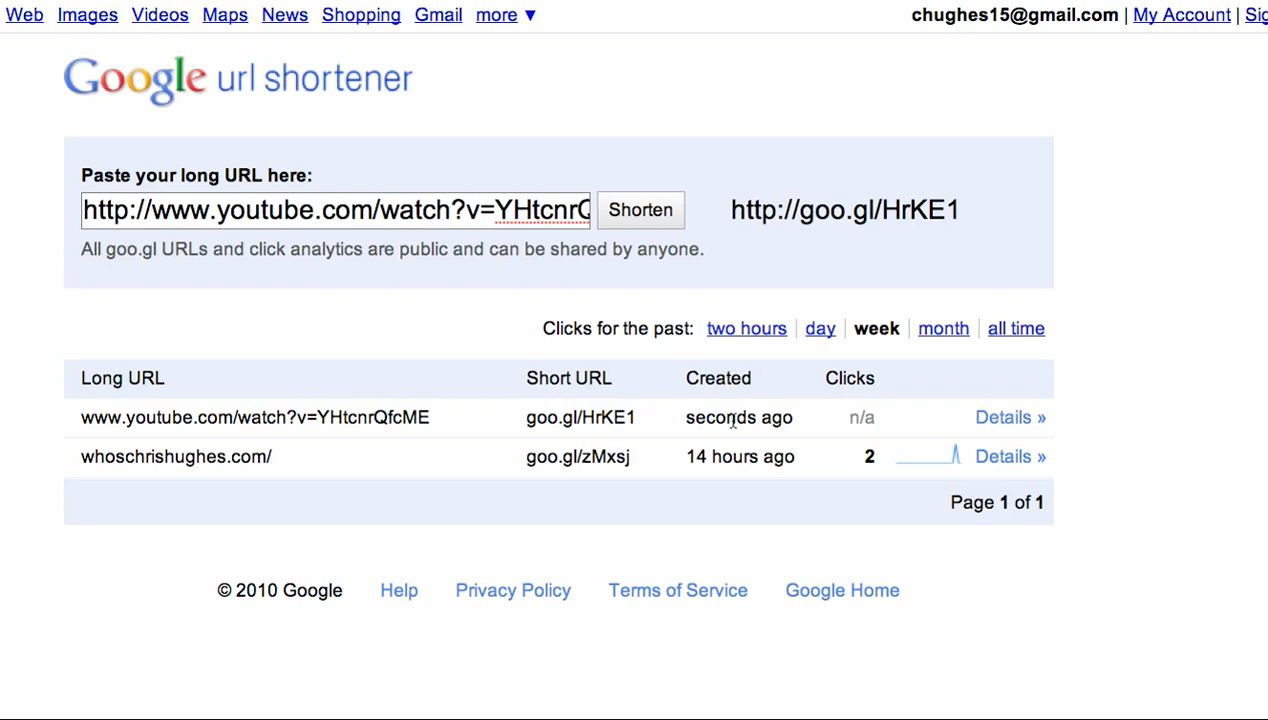 Web Images Videos Maps News Shopping Gmail more ▼ chughes15@gmail.com | My Account |
Google url shortener
Paste your long URL here:
http://www.youtube.com/watch?v=YHtcnrQ Shorten http://goo.gl/HrKE1
All goo.gl URLs and click analytics are public and can be shared by anyone.
Clicks for the past: two hours | day | week | month | all time
Long URL Short URL Created Clicks
www.youtube.com/watch?v=YHtcnrQfcME goo.gl/HrKE1 seconds ago n/a Details »
whoschrishughes.com/ goo.gl/zMxsj 14 hours ago 2 Details »
Page 1 of 1
© 2010 Google Help Privacy Policy Terms of Service Google Home